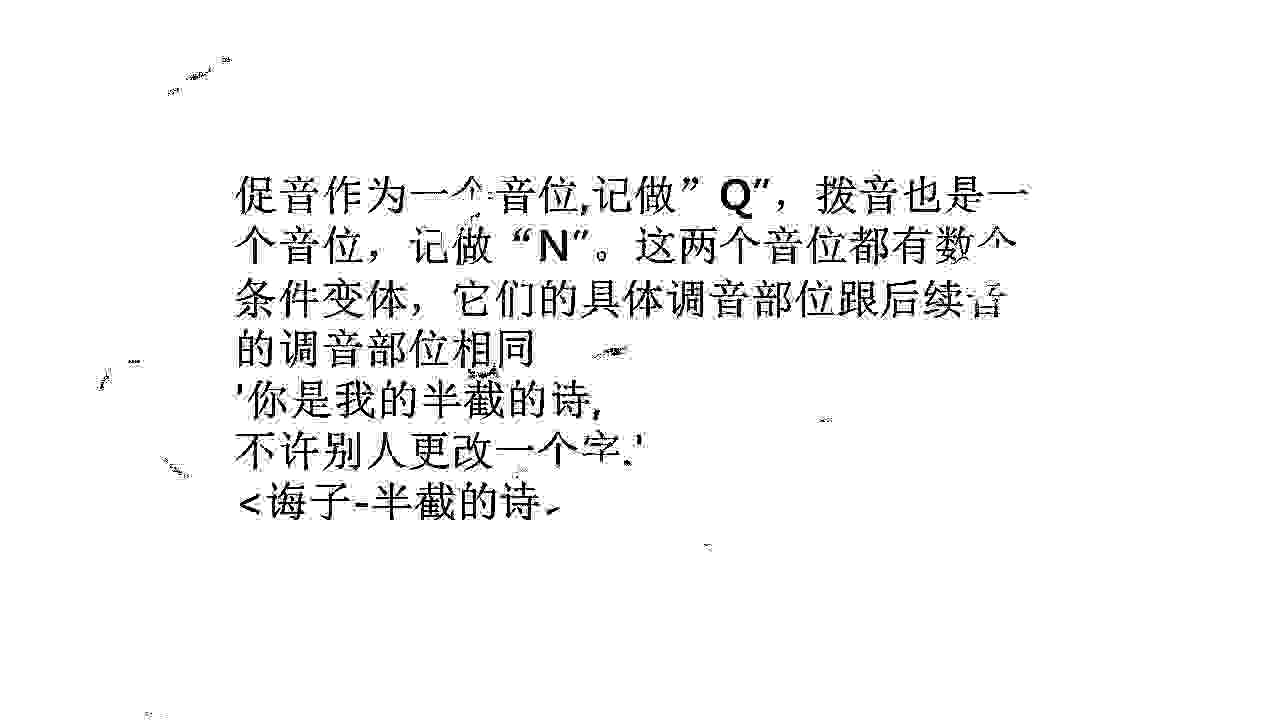 促音作为一个音位,记做”Q”，拨音也是一
个音位，记做“N”。这两个音位都有数个
条件变体，它们的具体调音部位跟后续音
的调音部位相同
'你是我的半截的诗,
不许别人更改一个字.'
<诲子-半截的诗